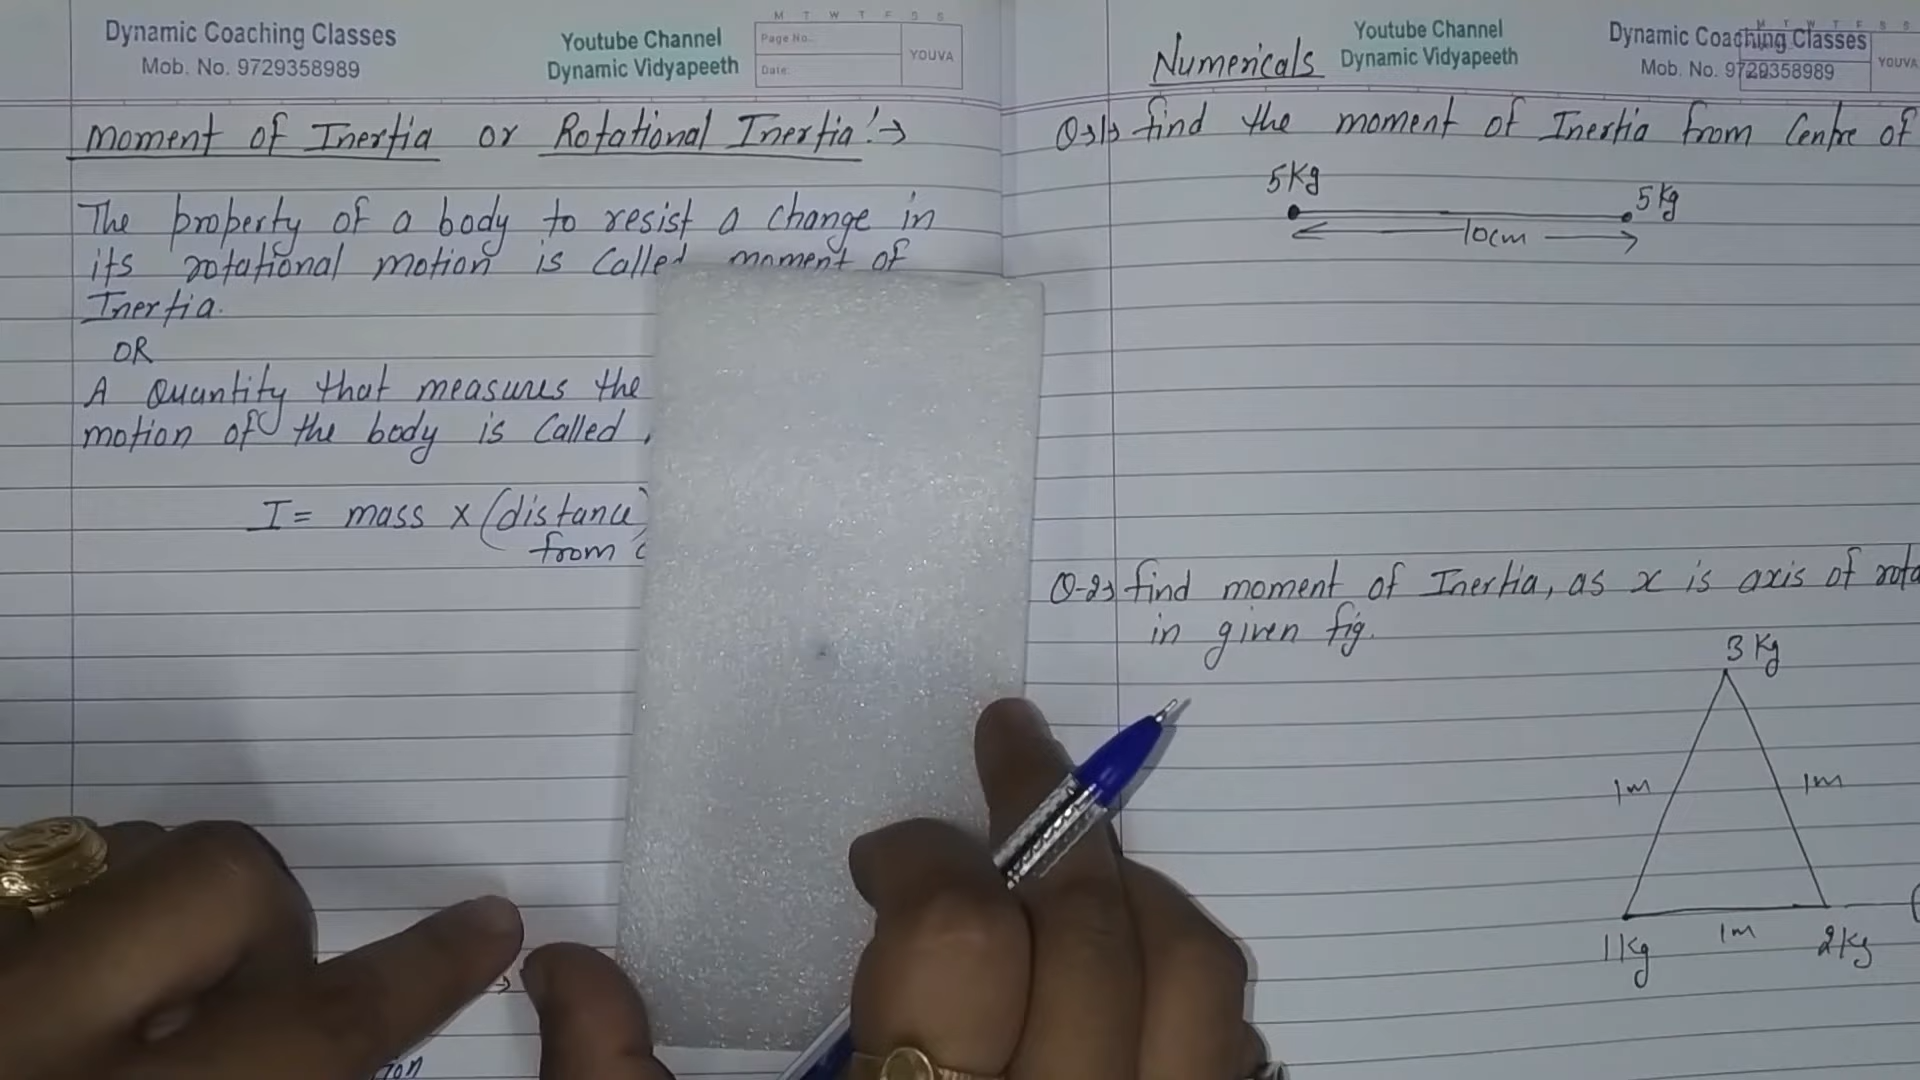 Dynamic Coaching Classes
Mob. No. 9729358989
Youtube Channel
Dynamic Vidyapeeth
M T W T F S S
Page No.:
Date:
YOUVA
Moment of Inertia or Rotational Inertia:→
The property of a body to resist a change in
its rotational motion is Called moment of
Inertia.
OR
A Quantity that measures the
motion of the body is Called
I = mass x (distance)
from
Numericals
Youtube Channel
Dynamic Vidyapeeth
Dynamic Coaching Classes
Mob. No. 9729358989
M T W T F S S
YOUVA
Q→1→ find the moment of Inertia from Centre of
5Kg
5kg
10cm
Q-2→ find moment of Inertia, as x is axis of
in given fig.
3 Kg
1m
1m
1m
1Kg
2Kg